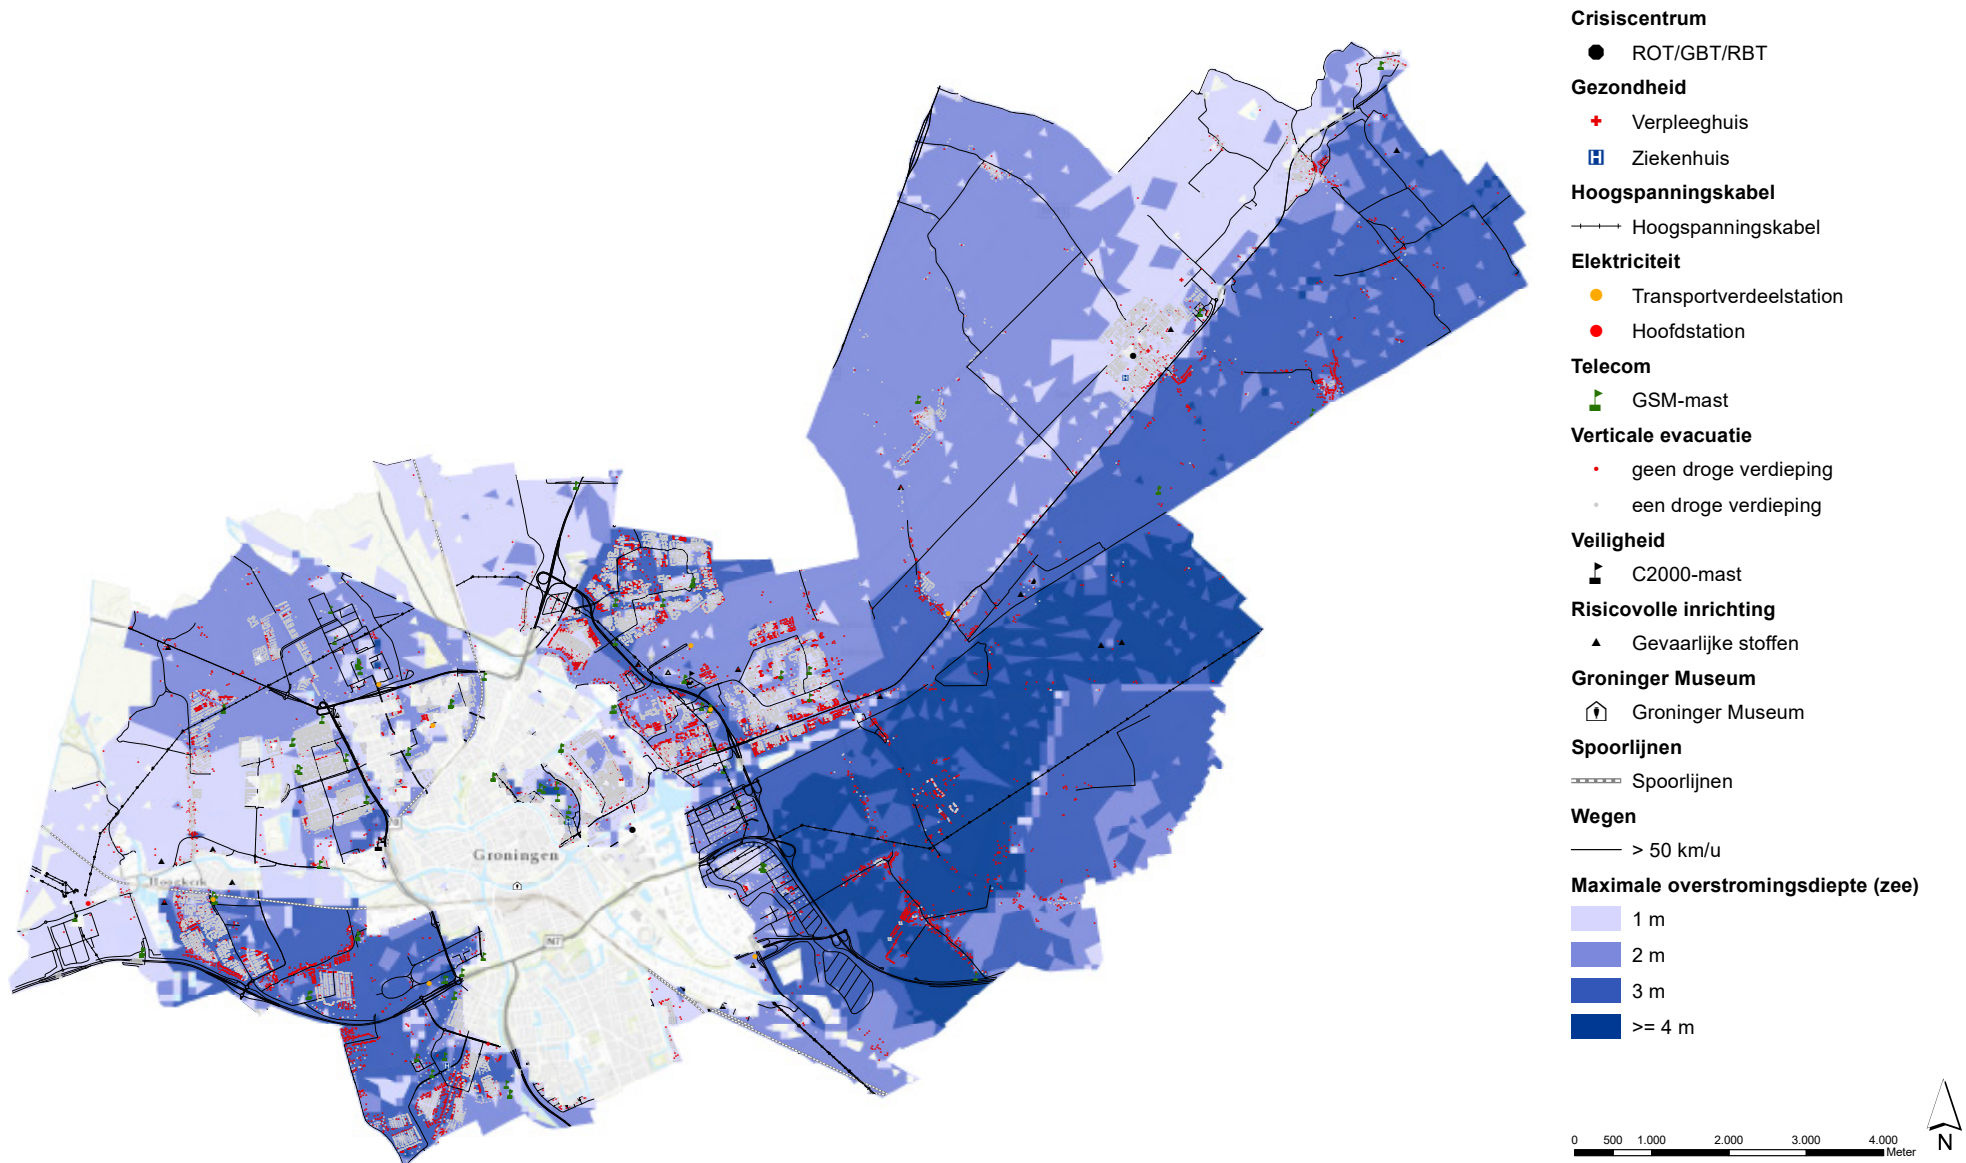 Crisiscentrum
ROT/GBT/RBT
Gezondheid
Verpleeghuis
H Ziekenhuis
Hoogspanningskabel
Hoogspanningskabel
Elektriciteit
Transportverdeelstation
Hoofdstation
Telecom
GSM-mast
Verticale evacuatie
geen droge verdieping
een droge verdieping
Veiligheid
C2000-mast
Risicovolle inrichting
Gevaarlijke stoffen
Groninger Museum
Groninger Museum
Spoorlijnen
Spoorlijnen
Wegen
> 50 km/u
Maximale overstromingsdiepte (zee)
1 m
2 m
3 m
>= 4 m
0 500 1.000 2.000 3.000 4.000
Meter
N
Groningen